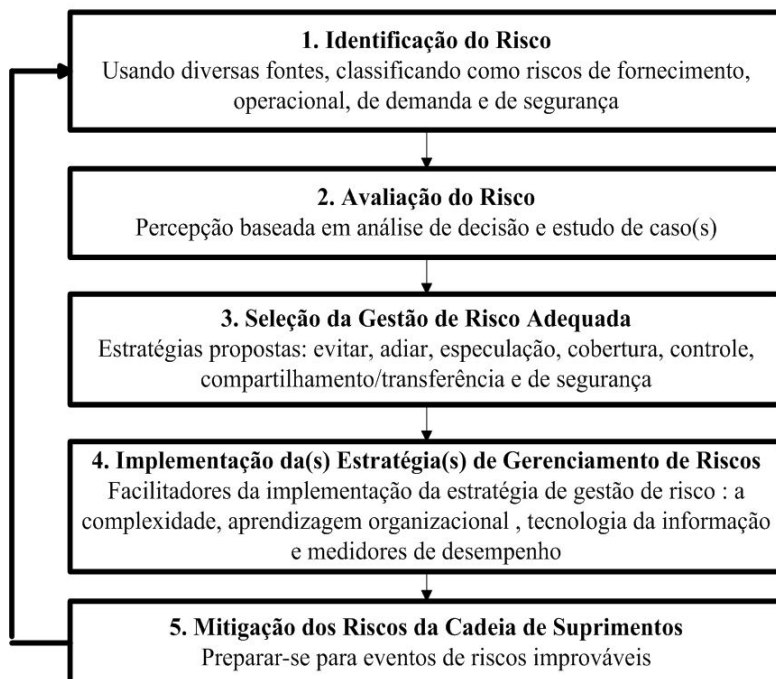 1. Identificação do Risco
Usando diversas fontes, classificando como riscos de fornecimento,
operacional, de demanda e de segurança
2. Avaliação do Risco
Percepção baseada em análise de decisão e estudo de caso(s)
3. Seleção da Gestão de Risco Adequada
Estratégias propostas: evitar, adiar, especulação, cobertura, controle,
compartilhamento/transferência e de segurança
4. Implementação da(s) Estratégia(s) de Gerenciamento de Riscos
Facilitadores da implementação da estratégia de gestão de risco : a
complexidade, aprendizagem organizacional , tecnologia da informação
e medidores de desempenho
5. Mitigação dos Riscos da Cadeia de Suprimentos
Preparar-se para eventos de riscos improváveis